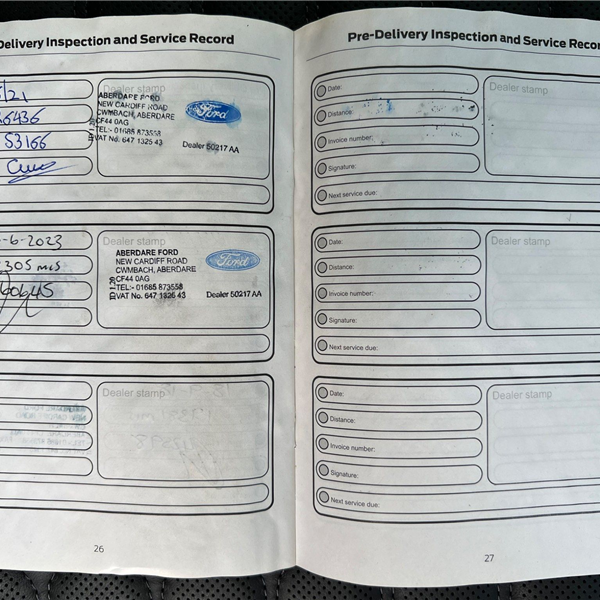 Delivery Inspection and Service Record
/21
Dealer stamp
ABERDARE FORD
NEW CARDIFF ROAD
CWMBACH, ABERDARE
CF44 0AG
TEL:- 01685 873558
VAT No. 647 1325 43
Dealer 50217 AA
Ford
6436
53166
-6-2023
305 mls
60645
Dealer stamp
ABERDARE FORD
NEW CARDIFF ROAD
CWMBACH, ABERDARE
CF44 0AG
TEL:- 01685 873558
VAT No. 647 1325 43
Dealer 50217 AA
Ford
Dealer stamp
26
Pre-Delivery Inspection and Service Recor
Date:
Distance:
Invoice number:
Signature:
Next service due:
Dealer stamp
Date:
Distance:
Invoice number:
Signature:
Next service due:
Dealer stamp
Date:
Distance:
Invoice number:
Signature:
Next service due:
Dealer stamp
27